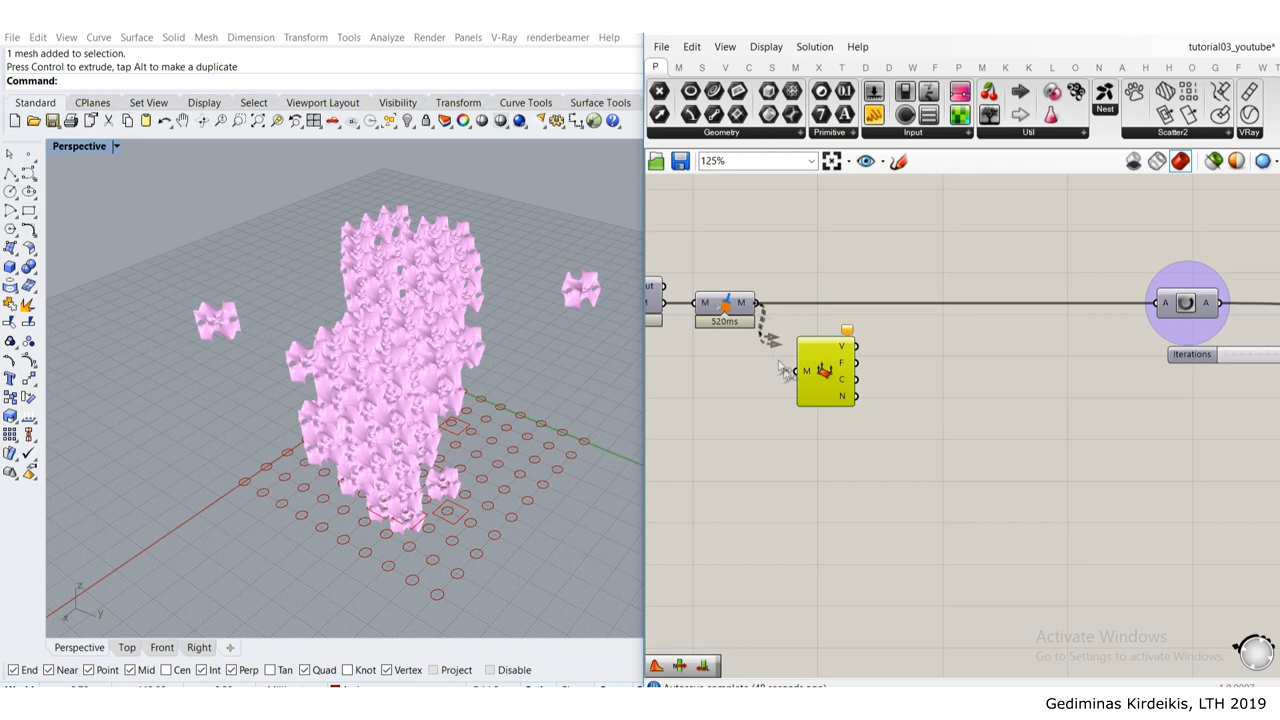 File Edit View Curve Surface Solid Mesh Dimension Transform Tools Analyze Render Panels V-Ray renderbeamer Help
1 mesh added to selection.
Press Control to extrude, tap Alt to make a duplicate
Command:
Standard CPlanes Set View Display Select Viewport Layout Visibility Transform Curve Tools Surface Tools
Perspective
z
y
x
Perspective Top Front Right
End Near Point Mid Cen Int Perp Tan Quad Knot Vertex Project Disable
File Edit View Display Solution Help tutorial03_youtube*
P M S V C S M X T D D W F P M K K L O N A H H R E F W T
Geometry Primitive Input Util Nest Scatter2 VRay
125%
M M
520ms
M V
F
C
N
A A
Iterations
Activate Windows
Go to Settings to activate Windows.
Gediminas Kirdeikis, LTH 2019